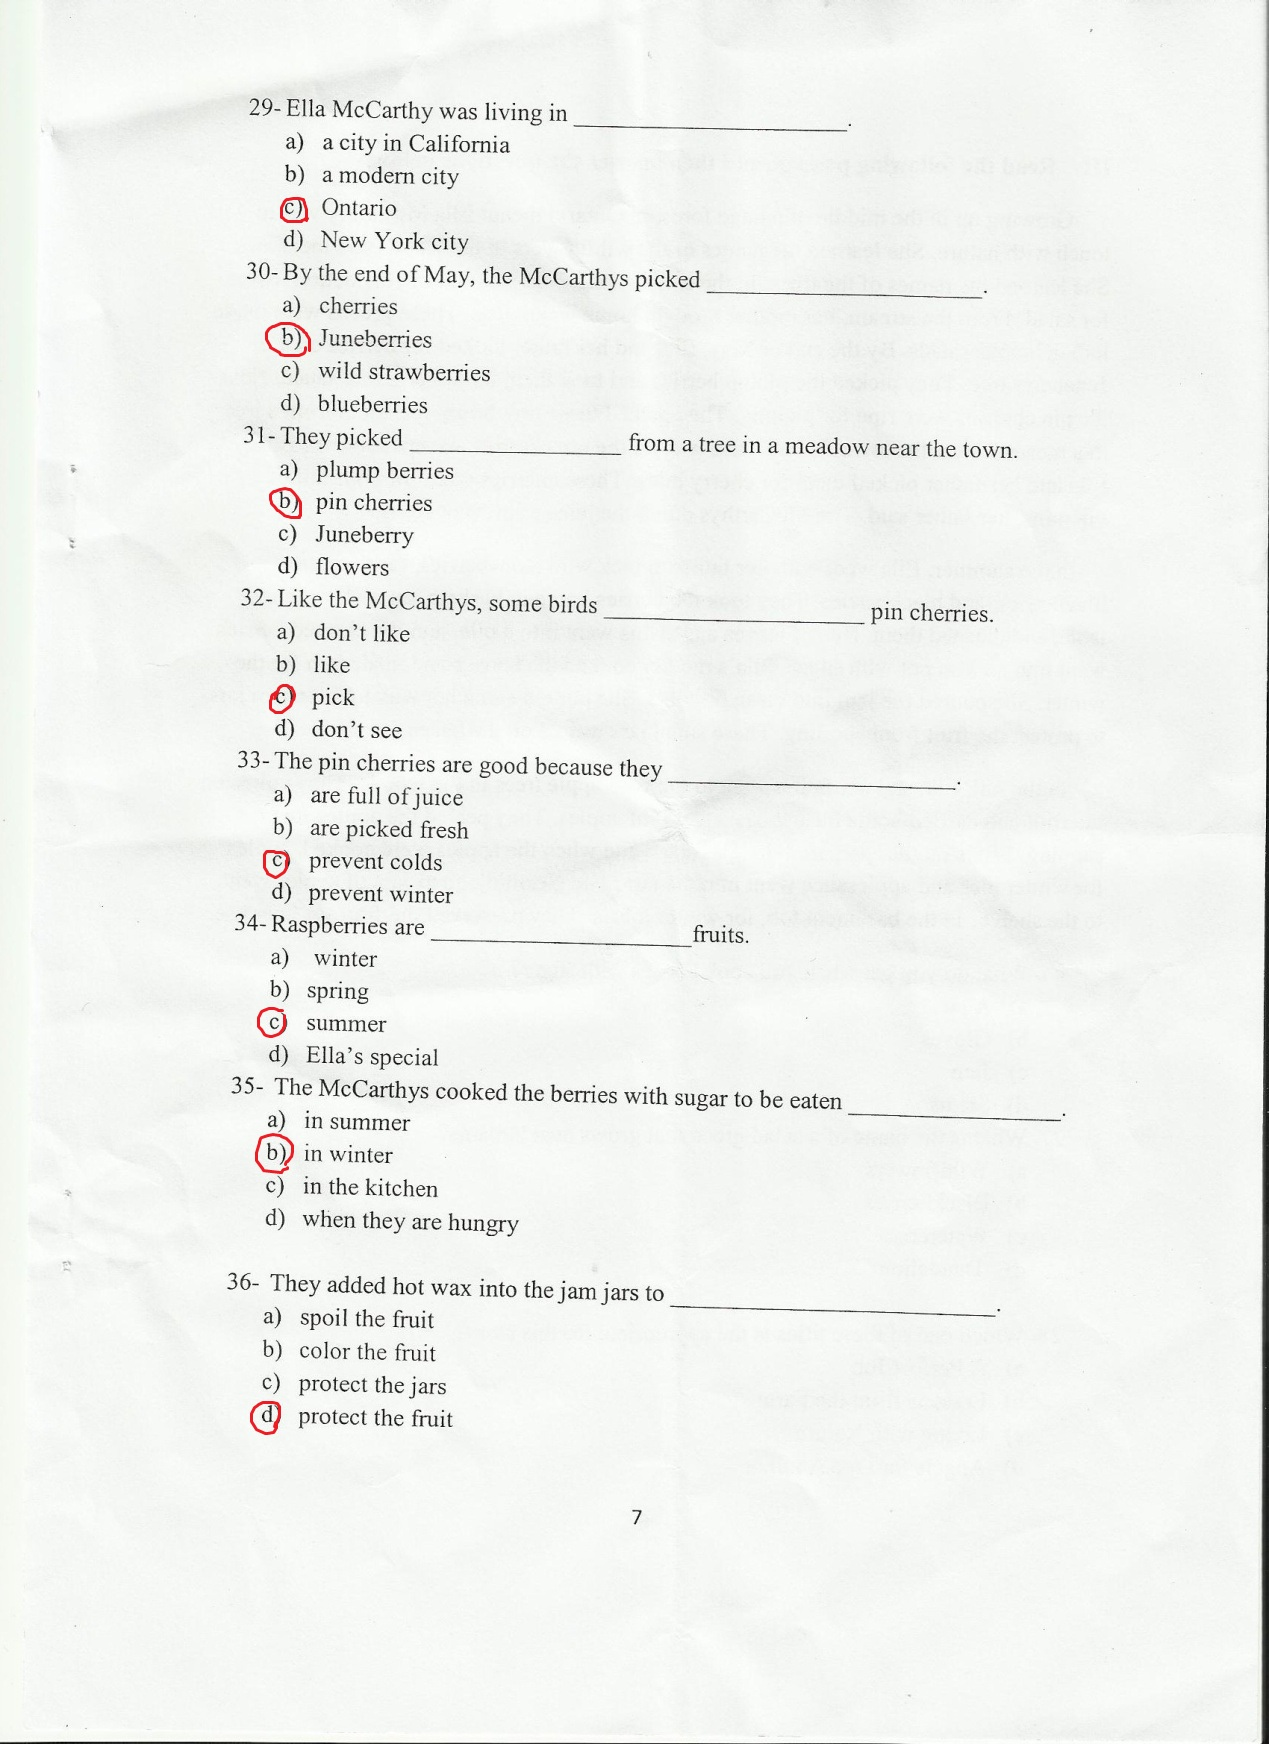 29- Ella McCarthy was living in ____________________.
a) a city in California
b) a modern city
c) Ontario
d) New York city
30- By the end of May, the McCarthys picked ____________________.
a) cherries
b) Juneberries
c) wild strawberries
d) blueberries
31- They picked ________________ from a tree in a meadow near the town.
a) plump berries
b) pin cherries
c) Juneberry
d) flowers
32- Like the McCarthys, some birds ____________________ pin cherries.
a) don't like
b) like
c) pick
d) don't see
33- The pin cherries are good because they ____________________.
a) are full of juice
b) are picked fresh
c) prevent colds
d) prevent winter
34- Raspberries are ____________________ fruits.
a) winter
b) spring
c) summer
d) Ella's special
35- The McCarthys cooked the berries with sugar to be eaten ________________.
a) in summer
b) in winter
c) in the kitchen
d) when they are hungry
36- They added hot wax into the jam jars to ________________________.
a) spoil the fruit
b) color the fruit
c) protect the jars
d) protect the fruit
7